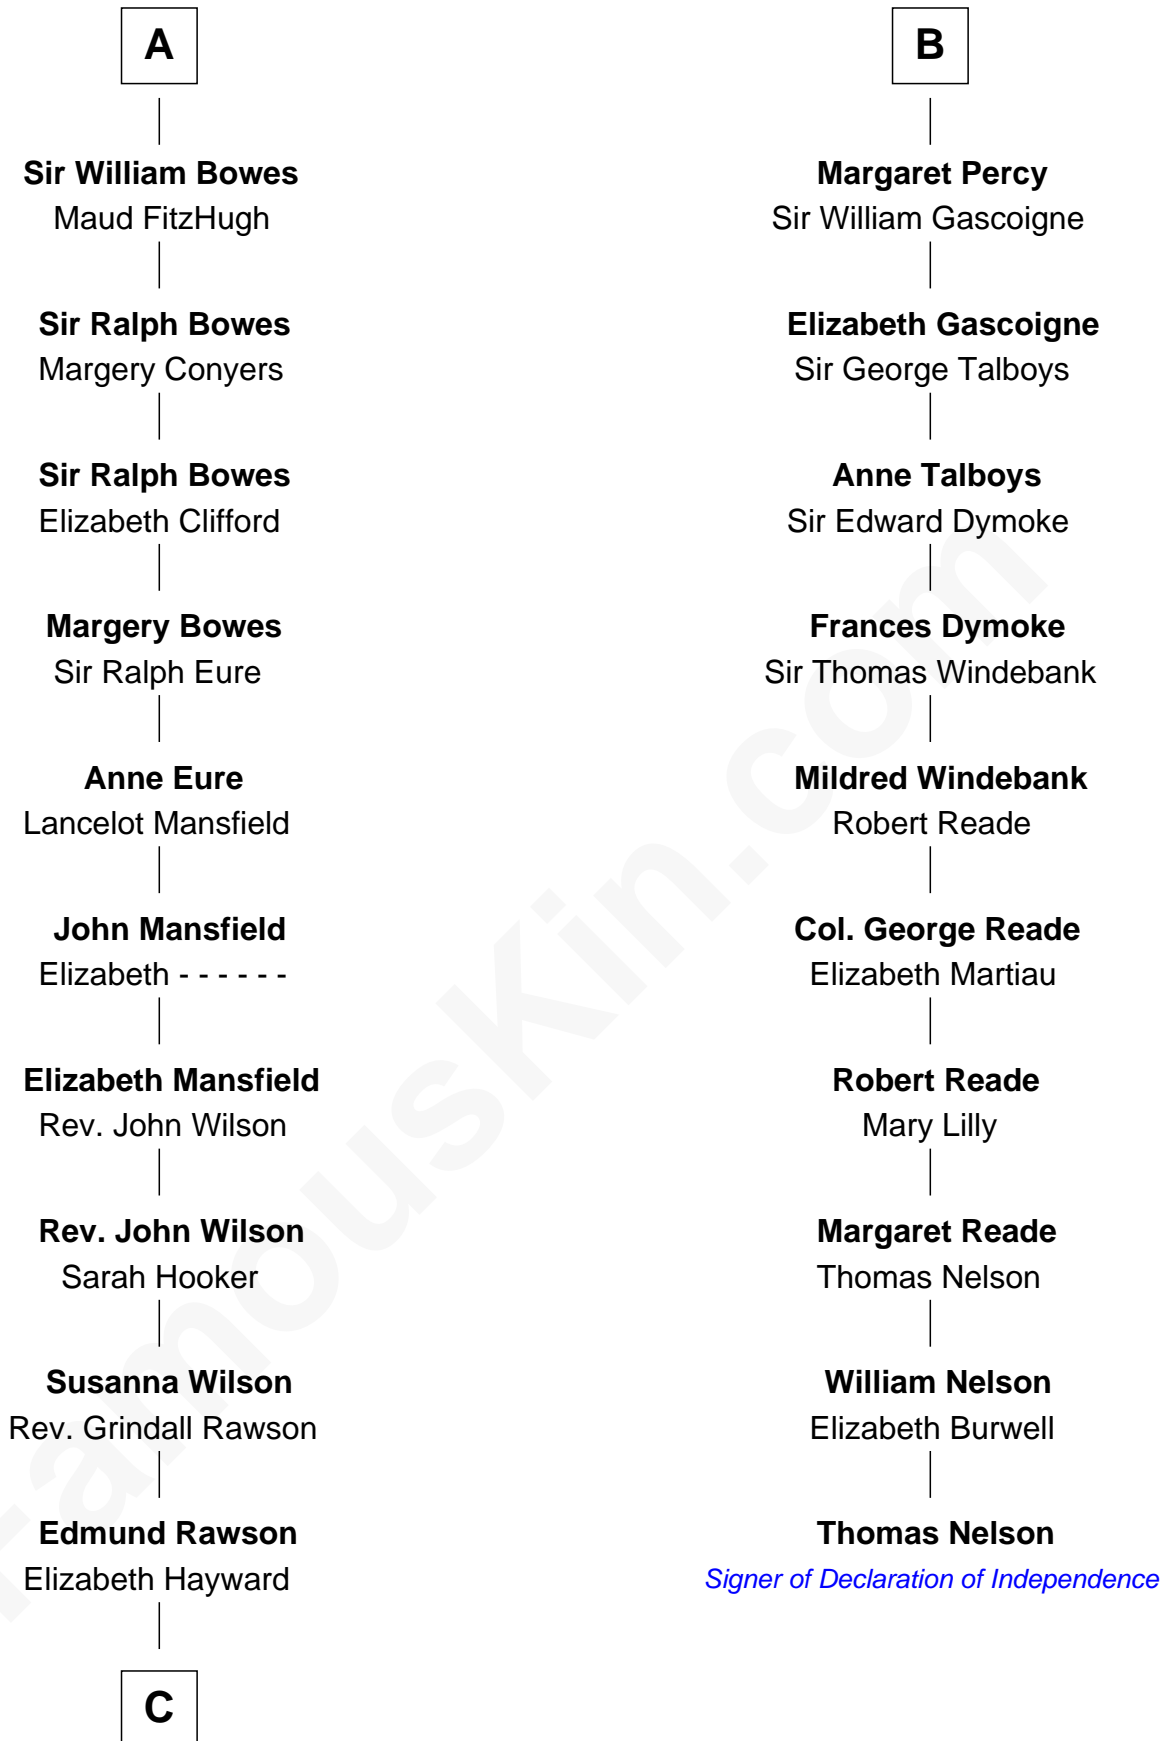 A
Sir William Bowes
Maud FitzHugh
Sir Ralph Bowes
Margery Conyers
Sir Ralph Bowes
Elizabeth Clifford
Margery Bowes
Sir Ralph Eure
Anne Eure
Lancelot Mansfield
John Mansfield
Elizabeth - - - - - -
Elizabeth Mansfield
Rev. John Wilson
Rev. John Wilson
Sarah Hooker
Susanna Wilson
Rev. Grindall Rawson
Edmund Rawson
Elizabeth Hayward
C
B
Margaret Percy
Sir William Gascoigne
Elizabeth Gascoigne
Sir George Talboys
Anne Talboys
Sir Edward Dymoke
Frances Dymoke
Sir Thomas Windebank
Mildred Windebank
Robert Reade
Col. George Reade
Elizabeth Martiau
Robert Reade
Mary Lilly
Margaret Reade
Thomas Nelson
William Nelson
Elizabeth Burwell
Thomas Nelson
Signer of Declaration of Independence
FamousKin.com